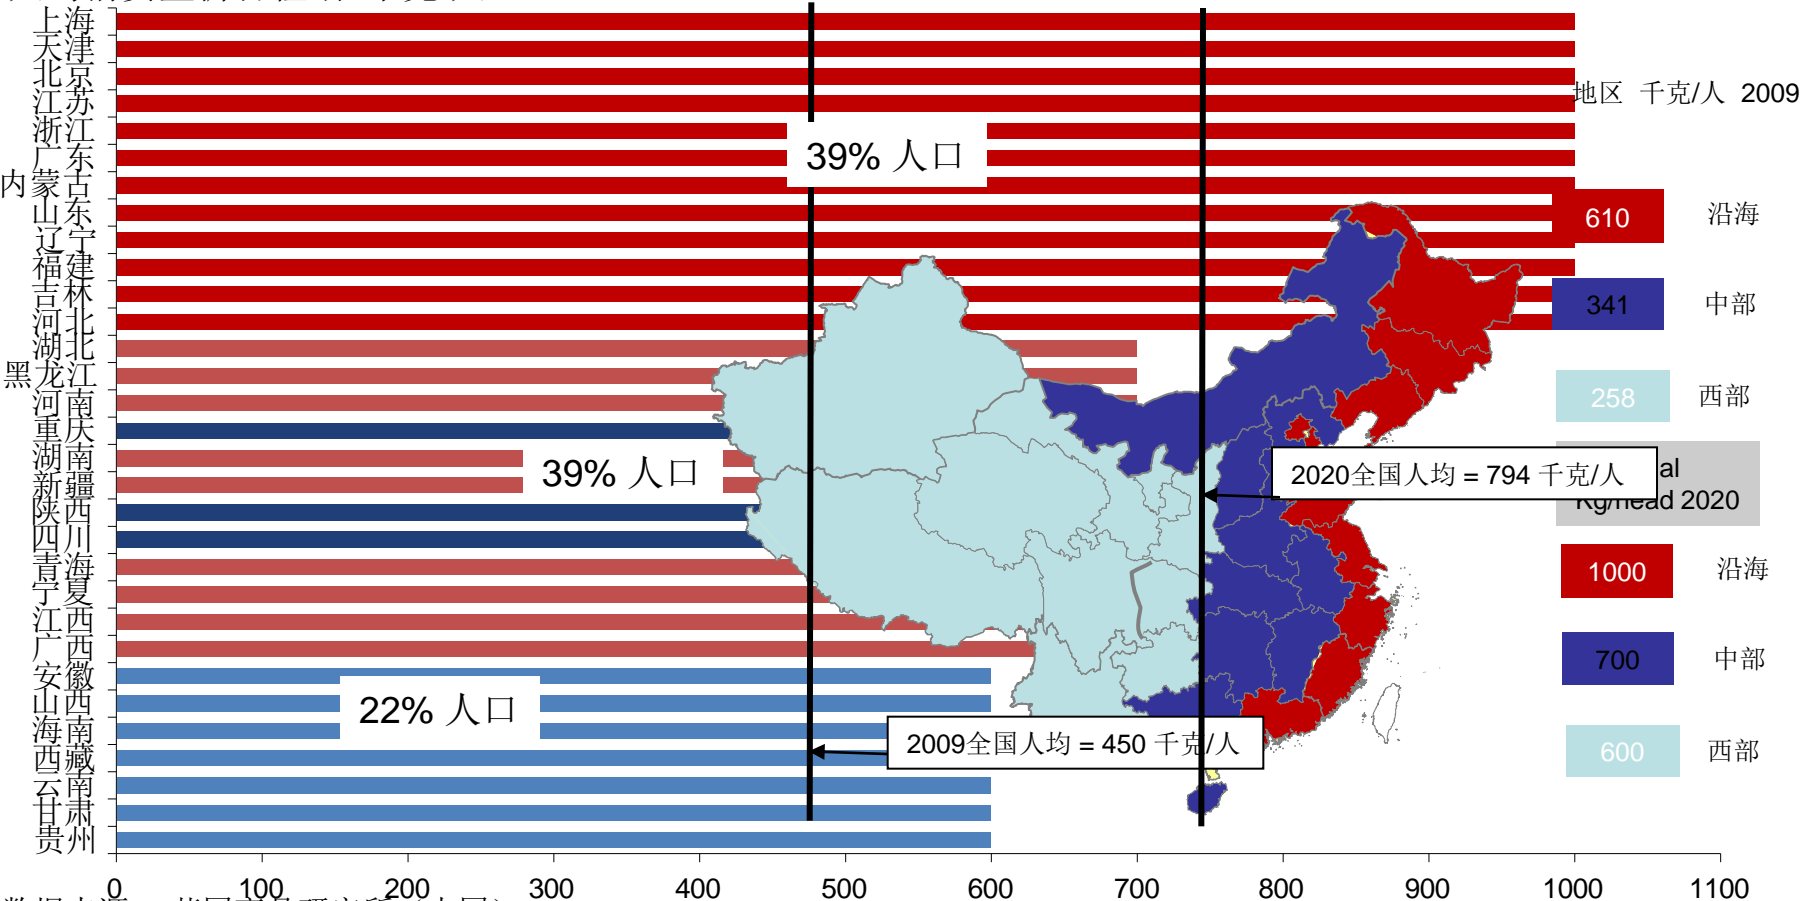 上海
天津
北京
江苏
浙江
广东
内蒙古
山东
辽宁
福建
吉林
河北
湖北
黑龙江
河南
重庆
湖南
新疆
陕西
四川
青海
宁夏
江西
广西
安徽
山西
海南
西藏
云南
甘肃
贵州
39% 人口
39% 人口
22% 人口
地区 千克/人 2009
610 沿海
341 中部
258 西部
2020全国人均 = 794 千克/人
al
Kg/head 2020
1000 沿海
700 中部
600 西部
2009全国人均 = 450 千克/人
0 100 200 300 400 500 600 700 800 900 1000 1100